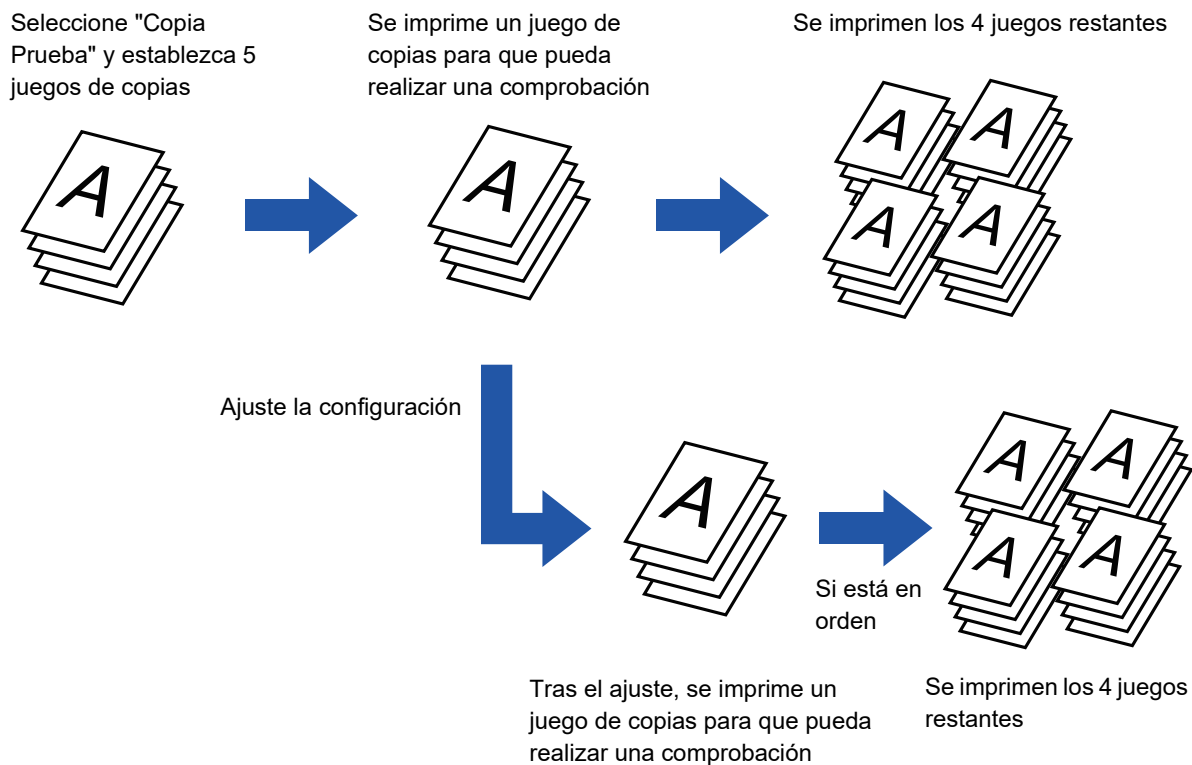 Seleccione "Copia
Prueba" y establezca 5
juegos de copias
Se imprime un juego de
copias para que pueda
realizar una comprobación
Se imprimen los 4 juegos restantes
A
A
A
A
A
A
Ajuste la configuración
A
A
A
A
A
Si está en
orden
Tras el ajuste, se imprime un
juego de copias para que pueda
realizar una comprobación
Se imprimen los 4 juegos
restantes